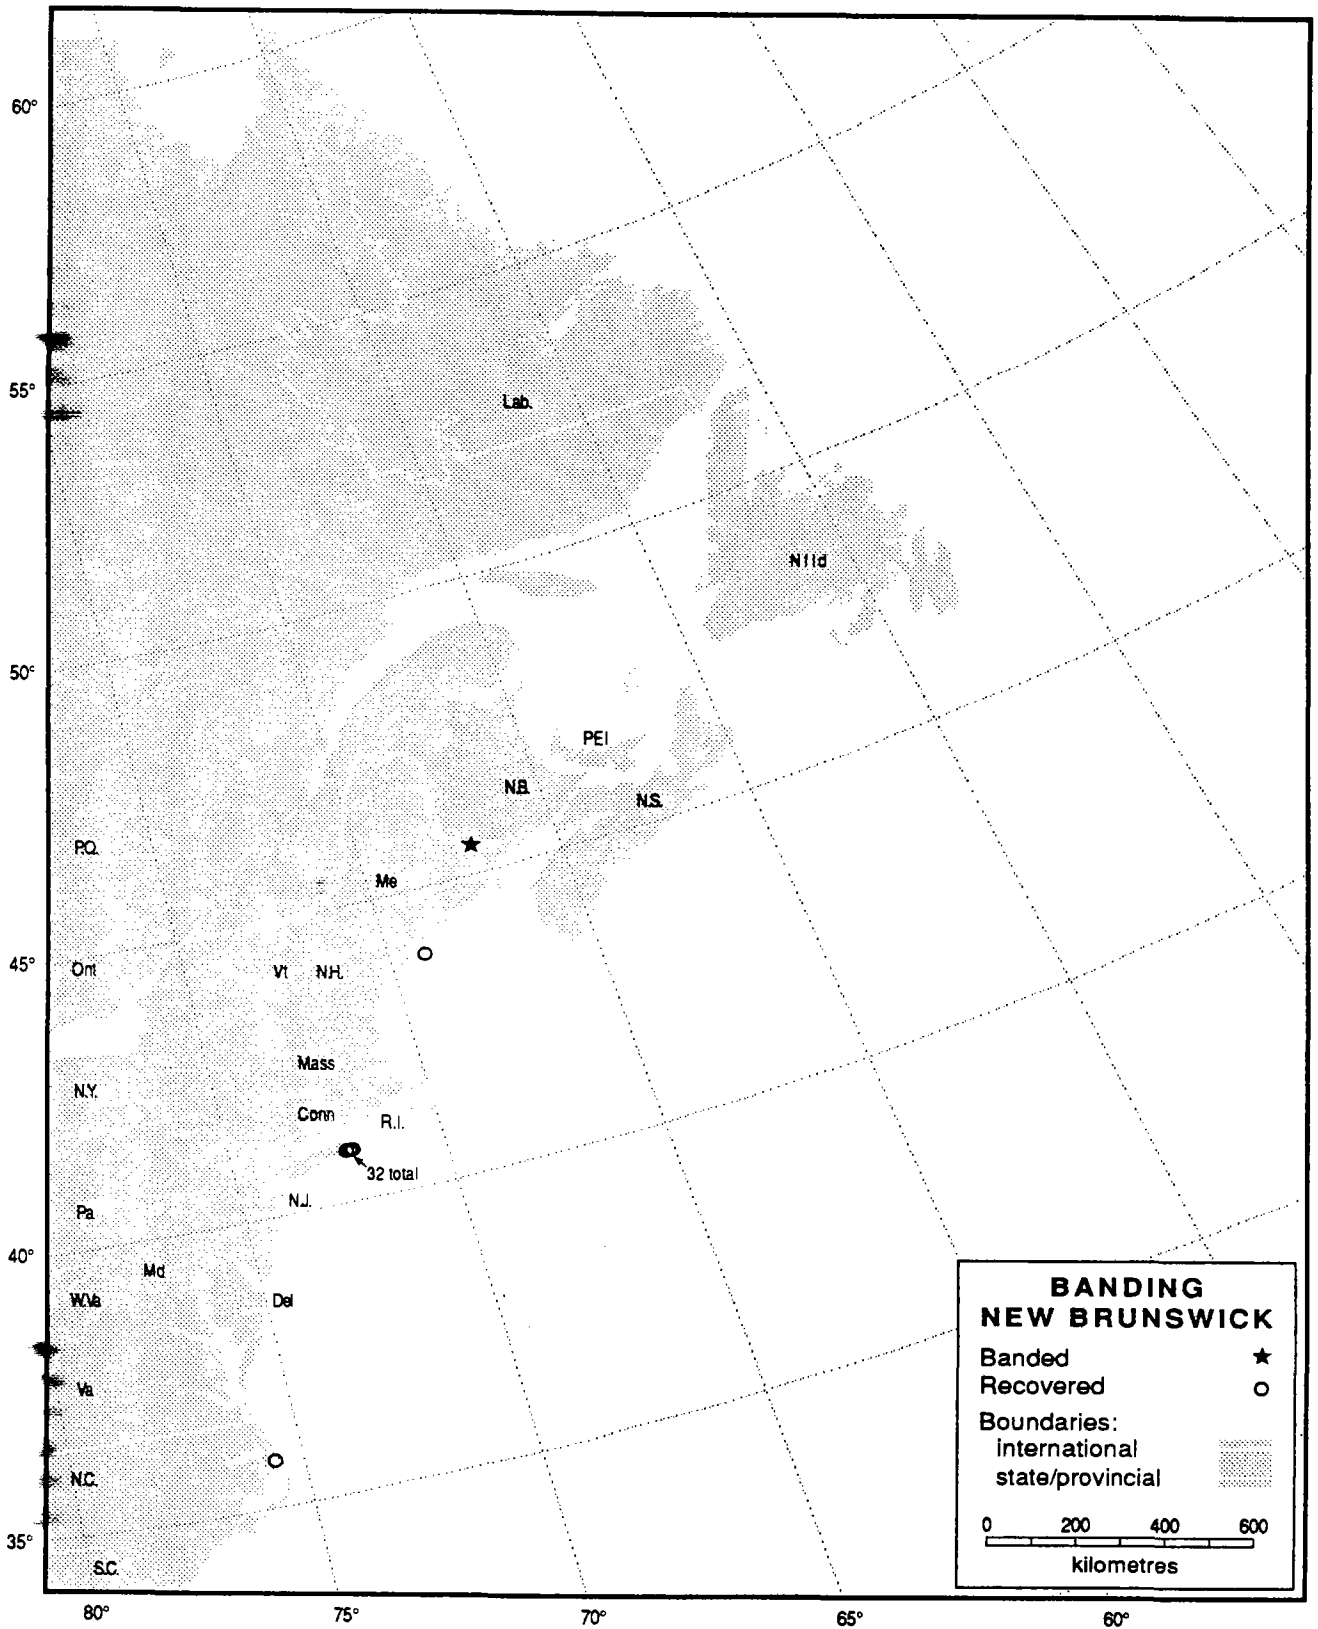 60°
55°
Lab.
Nfld
50°
PEI
N.B.
N.S.
P.Q.
Me
45°
Ont
Vt
N.H.
Mass
N.Y.
Conn
R.I.
32 total
N.J.
Pa
40°
Md
W.Va
Del
Va
N.C.
35°
S.C.
BANDING
NEW BRUNSWICK
Banded
Recovered
Boundaries:
international
state/provincial
0 200 400 600
kilometres
80° 75° 70° 65° 60°